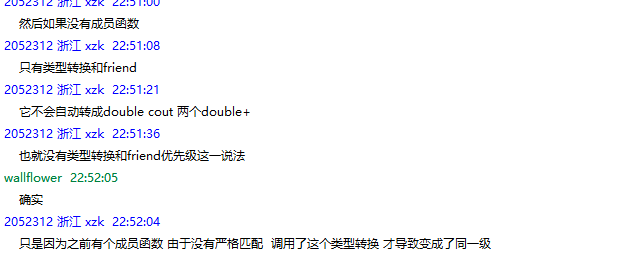 2052312 浙江 xzk 22:51:00
然后如果没有成员函数
2052312 浙江 xzk 22:51:08
只有类型转换和friend
2052312 浙江 xzk 22:51:21
它不会自动转成double cout 两个double+
2052312 浙江 xzk 22:51:36
也就没有类型转换和friend优先级这一说法
wallflower 22:52:05
确实
2052312 浙江 xzk 22:52:04
只是因为之前有个成员函数 由于没有严格匹配 调用了这个类型转换 才导致变成了同一级